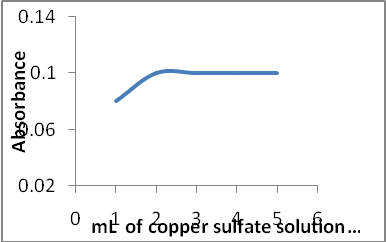 0.14
0.1
0.06
0.02
Absorbance
0 1 2 3 4 5 6
mL of copper sulfate solution...